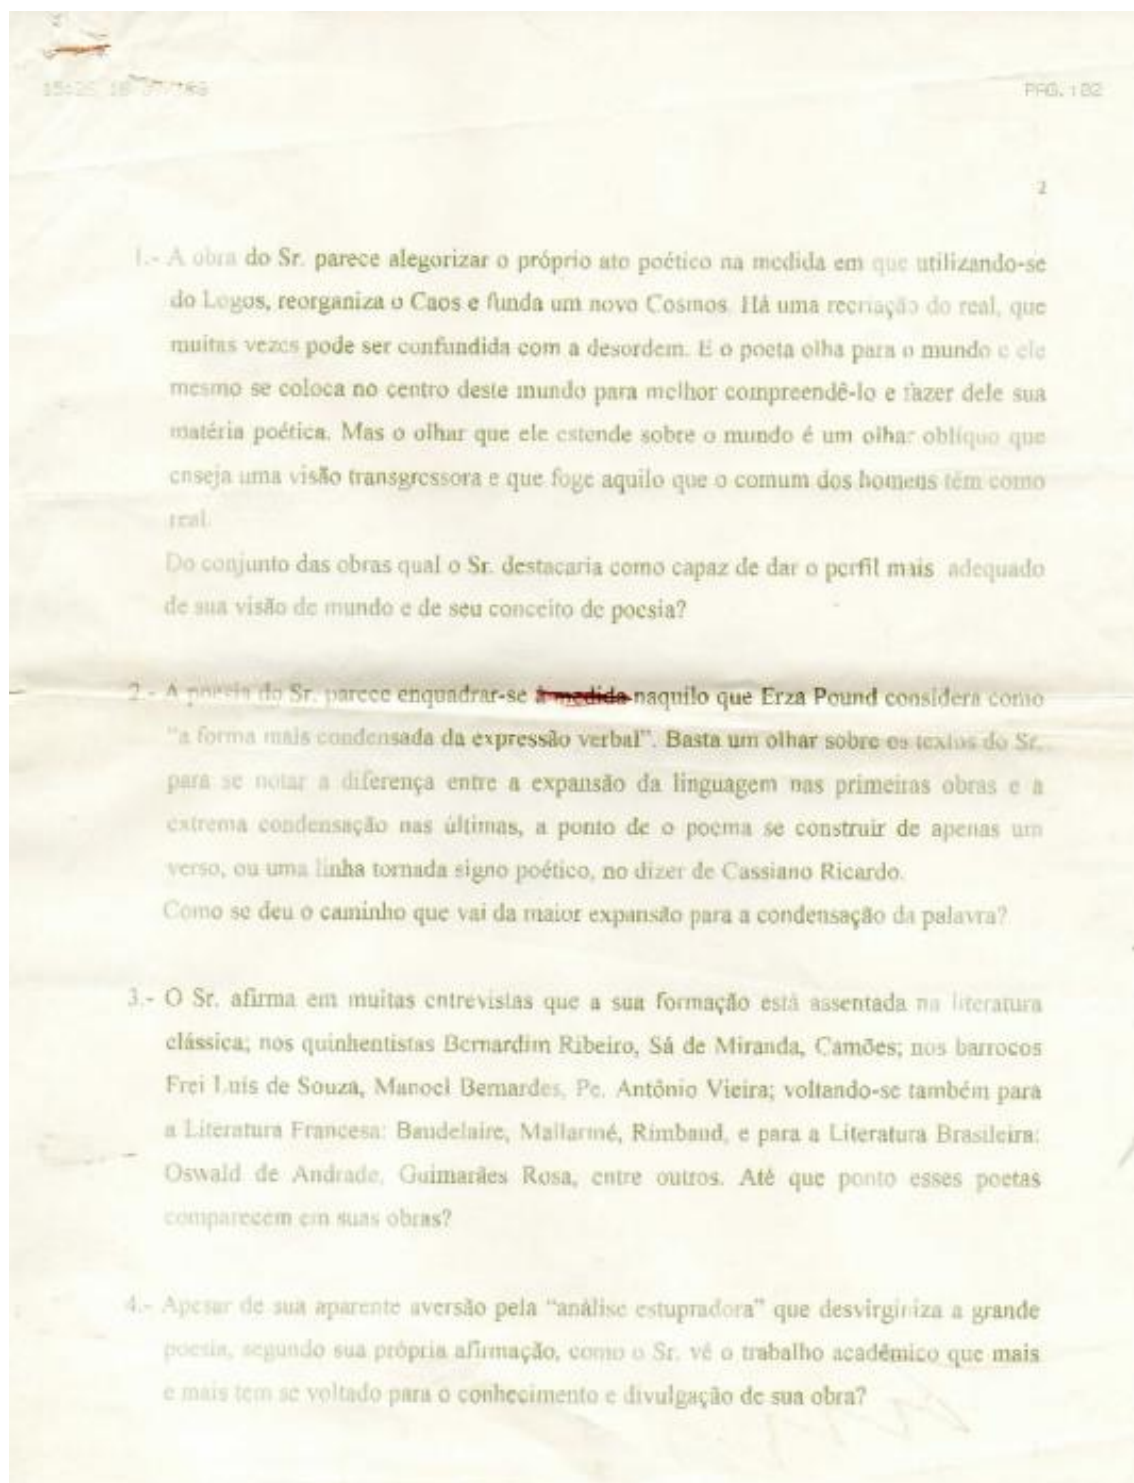 PAG.:02
2
1.- A obra do Sr. parece alegorizar o próprio ato poético na medida em que utilizando-se
do Logos, reorganiza o Caos e funda um novo Cosmos. Há uma recriação do real, que
muitas vezes pode ser confundida com a desordem. E o poeta olha para o mundo e ele
mesmo se coloca no centro deste mundo para melhor compreendê-lo e fazer dele sua
matéria poética. Mas o olhar que ele estende sobre o mundo é um olhar oblíquo que
enseja uma visão transgressora e que foge aquilo que o comum dos homens têm como
real.
Do conjunto das obras qual o Sr. destacaria como capaz de dar o perfil mais adequado
de sua visão de mundo e de seu conceito de poesia?
2.- A poesia do Sr. parece enquadrar-se à medida naquilo que Erza Pound considera como
"a forma mais condensada da expressão verbal". Basta um olhar sobre os textos do Sr.
para se notar a diferença entre a expansão da linguagem nas primeiras obras e a
extrema condensação nas últimas, a ponto de o poema se construir de apenas um
verso, ou uma linha tornada signo poético, no dizer de Cassiano Ricardo.
Como se deu o caminho que vai da maior expansão para a condensação da palavra?
3.- O Sr. afirma em muitas entrevistas que a sua formação está assentada na literatura
clássica; nos quinhentistas Bernardim Ribeiro, Sá de Miranda, Camões; nos barrocos
Frei Luis de Souza, Manoel Bernardes, Pe. Antônio Vieira; voltando-se também para
a Literatura Francesa: Baudelaire, Mallarmé, Rimbaud, e para a Literatura Brasileira:
Oswald de Andrade, Guimarães Rosa, entre outros. Até que ponto esses poetas
comparecem em suas obras?
4.- Apesar de sua aparente aversão pela "análise estupradora" que desvirginiza a grande
poesia, segundo sua própria afirmação, como o Sr. vê o trabalho acadêmico que mais
e mais tem se voltado para o conhecimento e divulgação de sua obra?